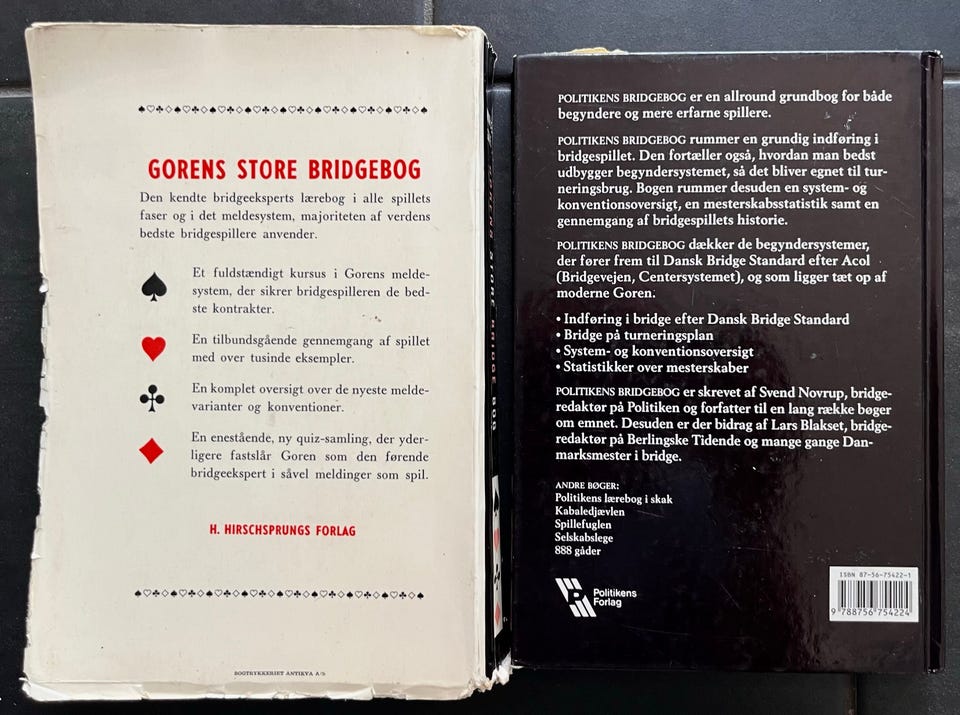 GORENS STORE BRIDGEBOG
Den kendte bridgeeksperts lærebog i alle spillets
faser og i det meldesystem, majoriteten af verdens
bedste bridgespillere anvender.
Et fuldstændigt kursus i Gorens melde-
system, der sikrer bridgespilleren de bed-
ste kontrakter.
En tilbundsgående gennemgang af spillet
med over tusinde eksempler.
En komplet oversigt over de nyeste melde-
varianter og konventioner.
En enestående, ny quiz-samling, der yder-
ligere fastslår Goren som den førende
bridgeekspert i såvel meldinger som spil.
H. HIRSCHSPRUNGS FORLAG
BOGTRYKKERIET ANTIKVA A/S
GORENS STORE BRIDGE BOG
POLITIKENS BRIDGEBOG er en allround grundbog for både
begyndere og mere erfarne spillere.
POLITIKENS BRIDGEBOG rummer en grundig indføring i
bridgespillet. Den fortæller også, hvordan man bedst
udbygger begyndersystemet, så det bliver egnet til tur-
neringsbrug. Bogen rummer desuden en system- og
konventionsoversigt, en mesterskabsstatistik samt en
gennemgang af bridgespillets historie.
POLITIKENS BRIDGEBOG dækker de begyndersystemer,
der fører frem til Dansk Bridge Standard efter Acol
(Bridgevejen, Centersystemet), og som ligger tæt op af
moderne Goren.
• Indføring i bridge efter Dansk Bridge Standard
• Bridge på turneringsplan
• System- og konventionsoversigt
• Statistikker over mesterskaber
POLITIKENS BRIDGEBOG er skrevet af Svend Novrup, bridge-
redaktør på Politiken og forfatter til en lang række bøger
om emnet. Desuden er der bidrag af Lars Blakset, bridge-
redaktør på Berlingske Tidende og mange gange Dan-
marksmester i bridge.
ANDRE BØGER:
Politikens lærebog i skak
Kabaledjævlen
Spillefuglen
Selskabslege
888 gåder
Politikens
Forlag
ISBN 87-56-75422-1
9 788756 754224